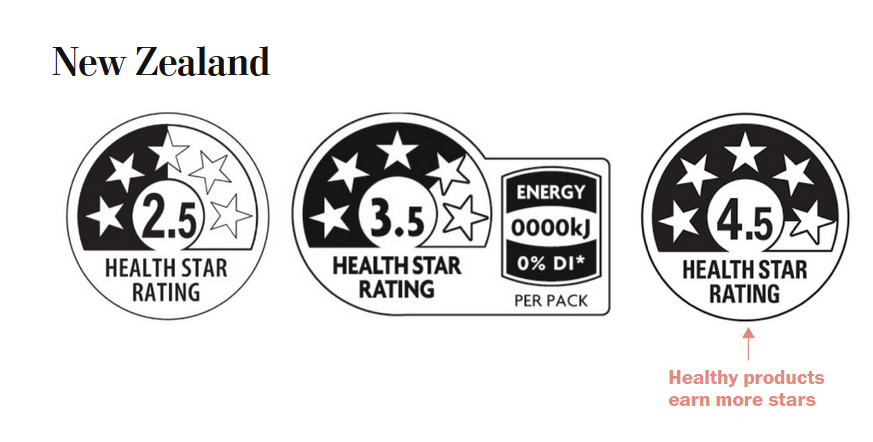 New Zealand
2.5
HEALTH STAR
RATING
3.5
HEALTH STAR
RATING
ENERGY
0000kJ
0% DI*
PER PACK
4.5
HEALTH STAR
RATING
Healthy products
earn more stars